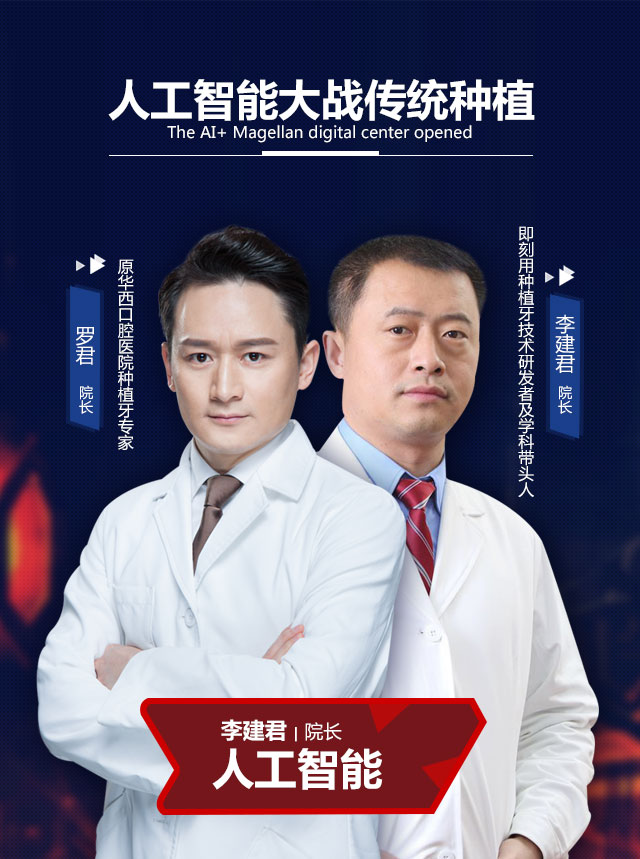 人工智能大战传统种植
The AI+ Magellan digital center opened
罗君 院长
原华西口腔医院种植牙专家
即刻用种植牙技术研发者及学科带头人
李建君 院长
李建君 | 院长
人工智能